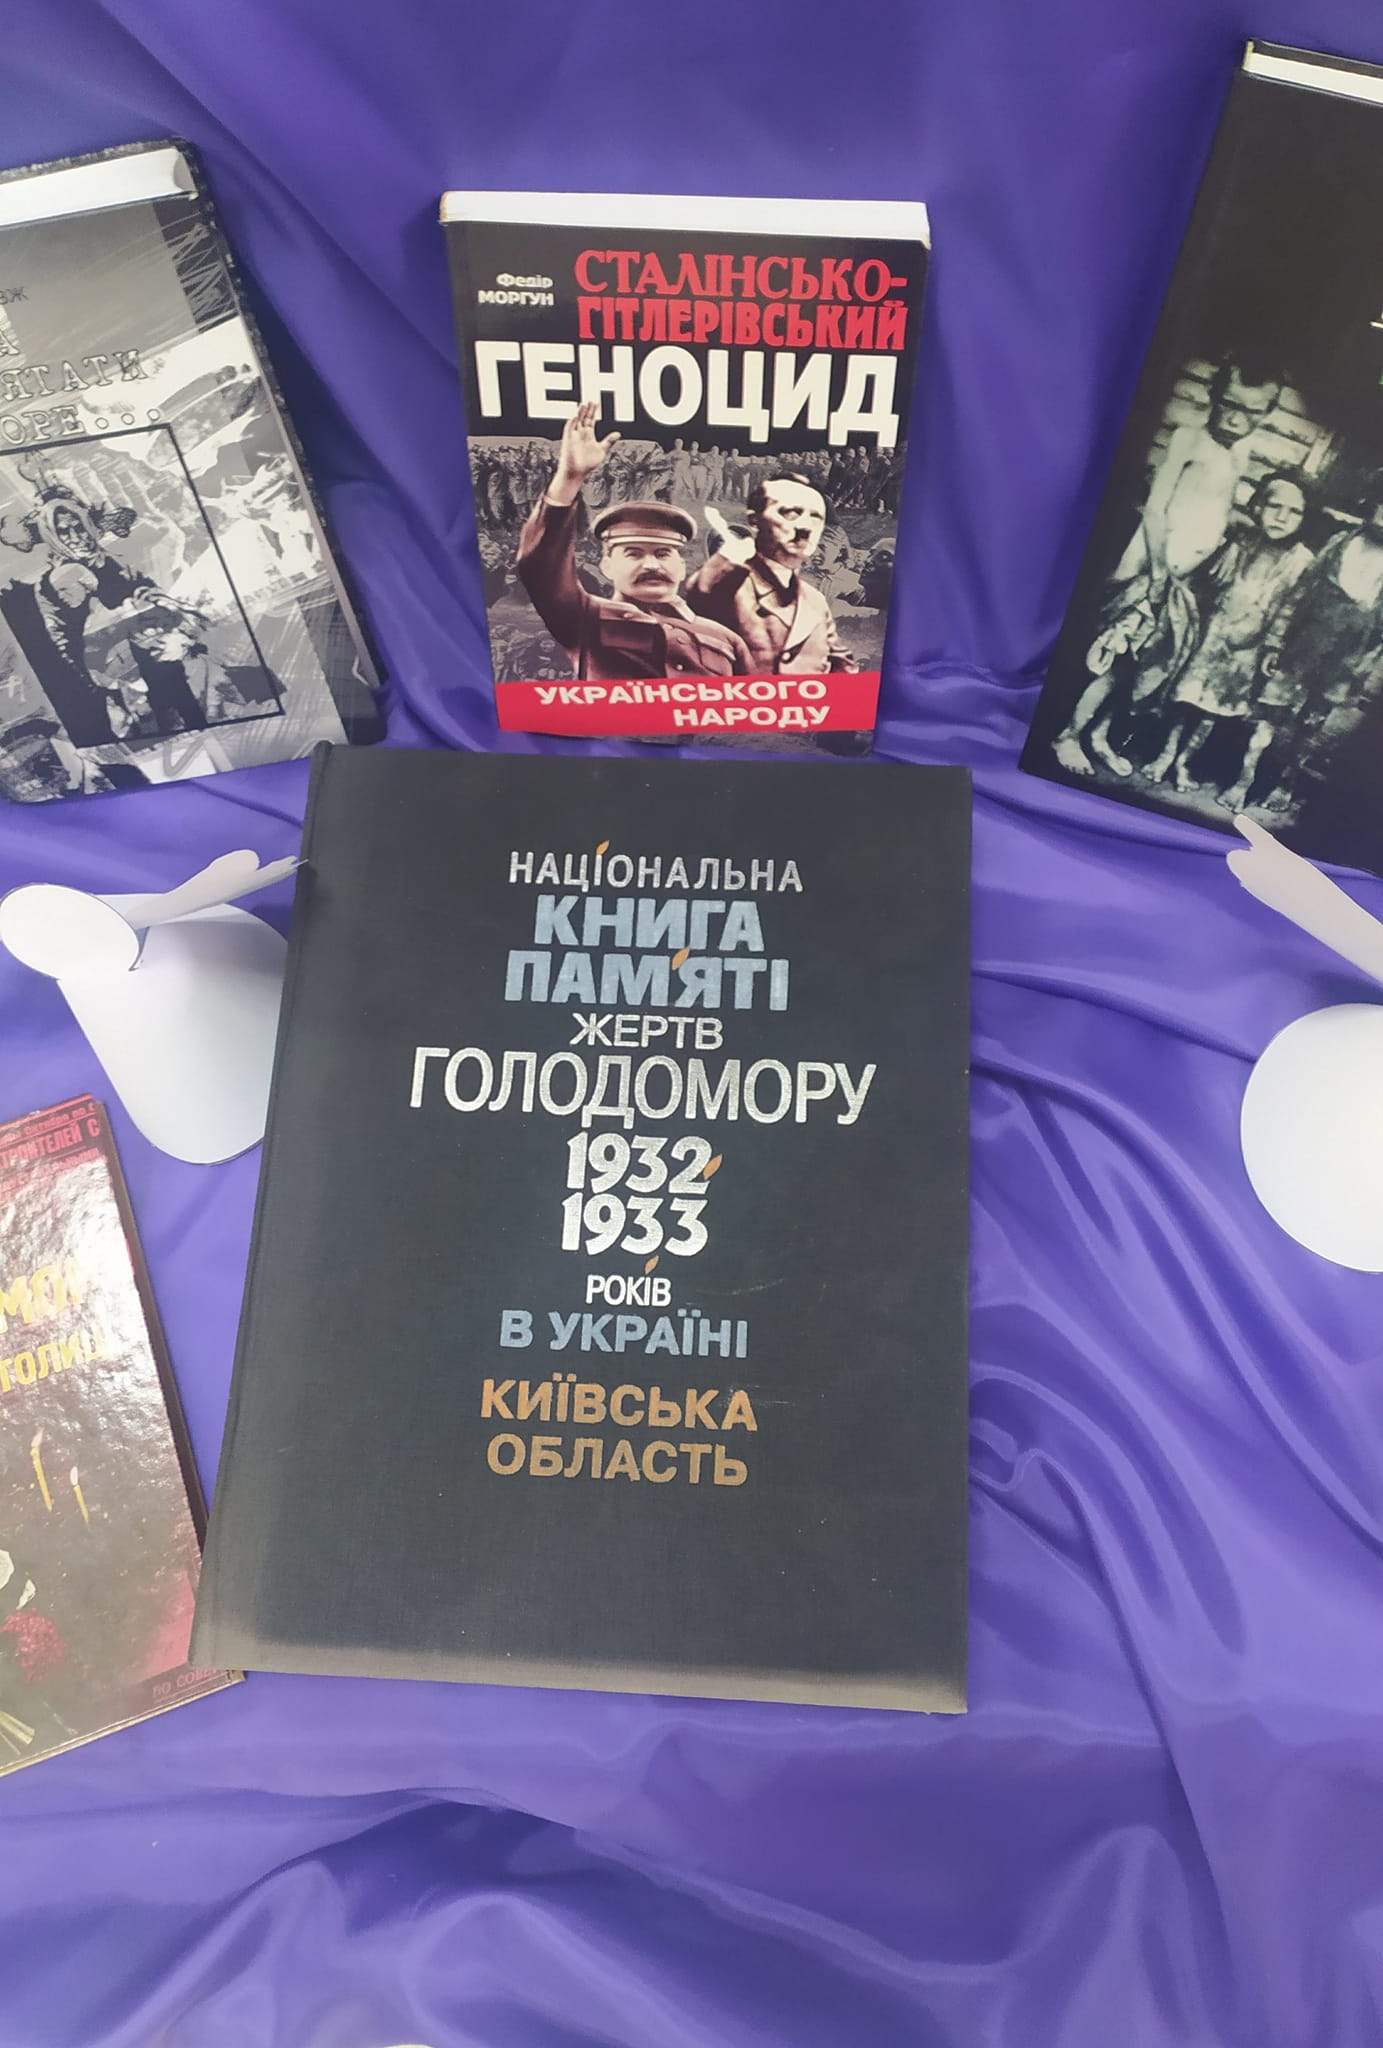 Федір
МОРГУН
СТАЛІНСЬКО-
ГІТЛЕРІВСЬКИЙ
ГЕНОЦИД
УКРАЇНСЬКОГО
НАРОДУ
ОРЕ...
НАЦІОНАЛЬНА
КНИГА
ПАМ'ЯТІ
ЖЕРТВ
ГОЛОДОМОРУ
1932
1933
РОКІВ
В УКРАЇНІ
КИЇВСЬКА
ОБЛАСТЬ